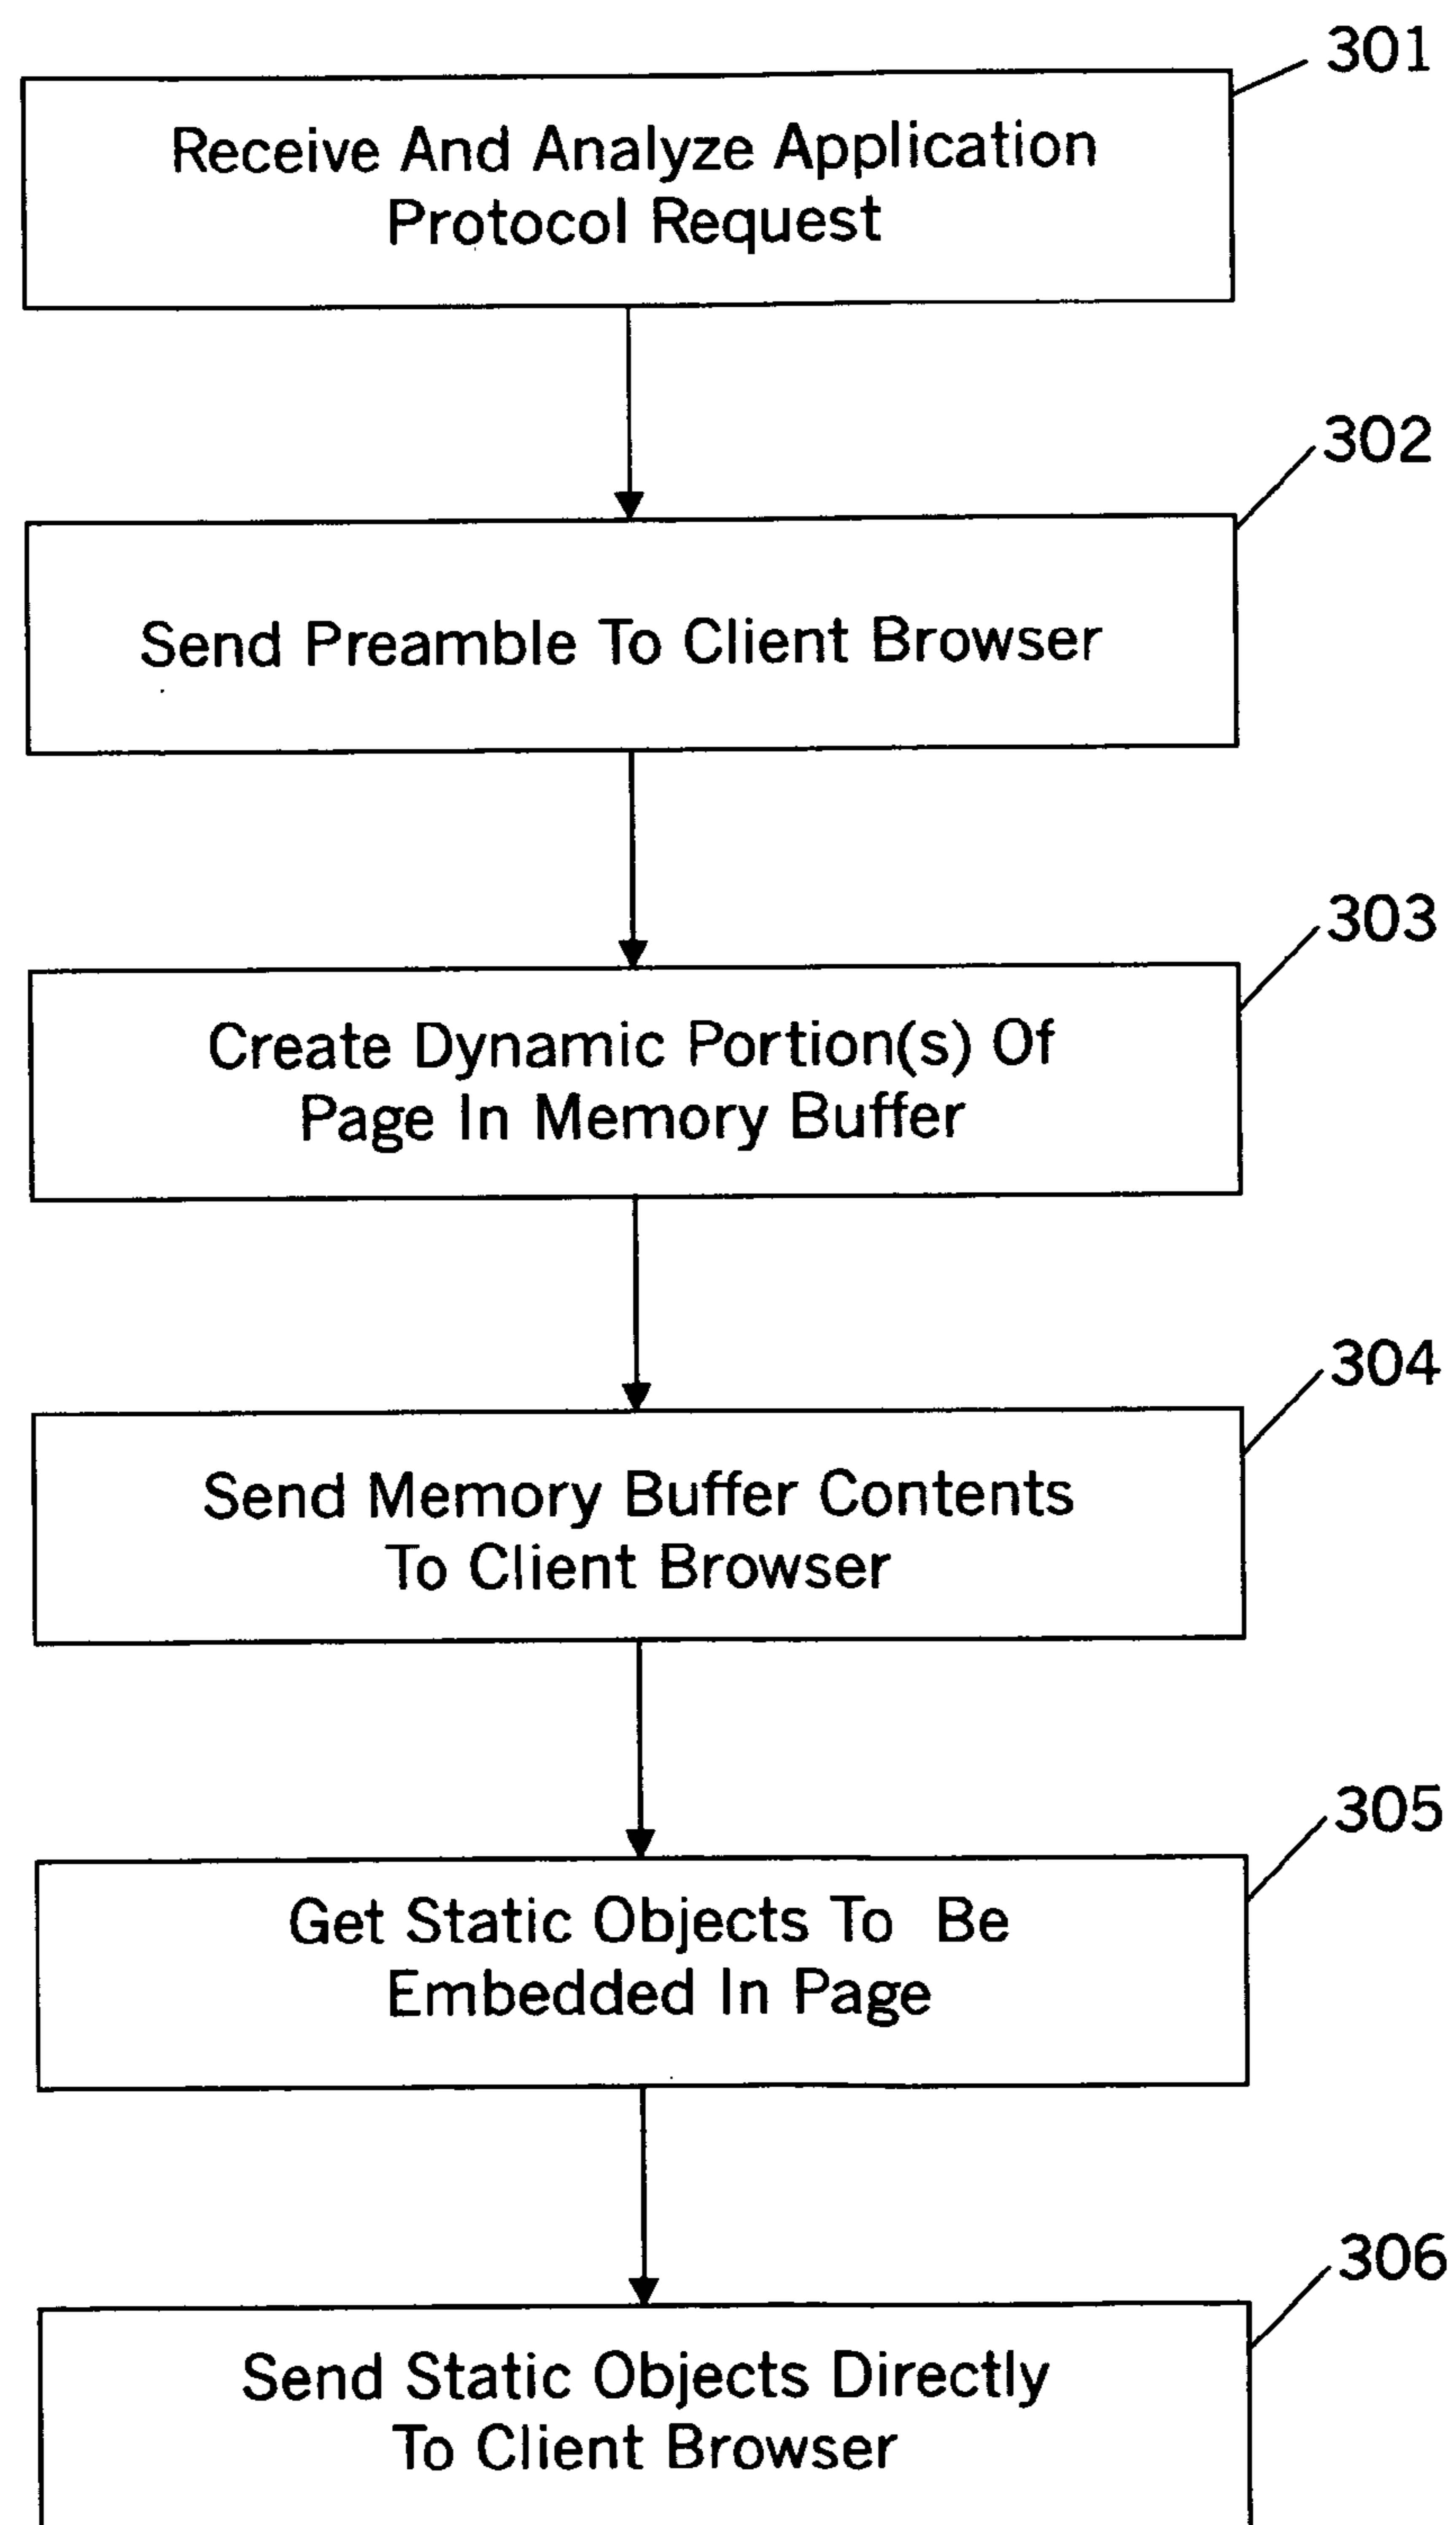 301
Receive And Analyze Application
Protocol Request
302
Send Preamble To Client Browser
303
Create Dynamic Portion(s) Of
Page In Memory Buffer
304
Send Memory Buffer Contents
To Client Browser
305
Get Static Objects To Be
Embedded In Page
306
Send Static Objects Directly
To Client Browser